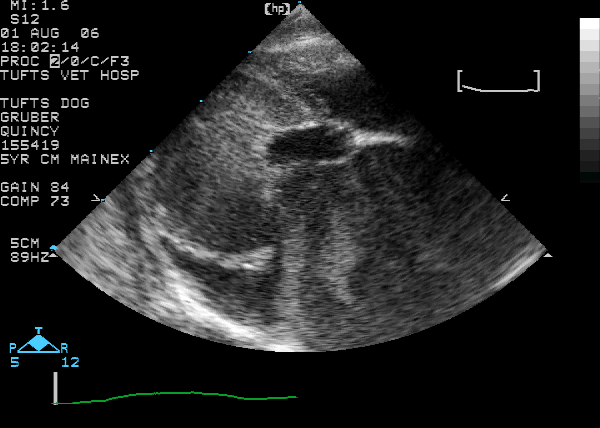 MI:1.6
S12
01 AUG 06
18:02:14
PROC 2/0/C/F3
TUFTS VET HOSP
TUFTS DOG
GRUBER
QUINCY
155419
5YR CM MAINEX
GAIN 84
COMP 73
5CM
89HZ
[hp]
T
P R
5 12